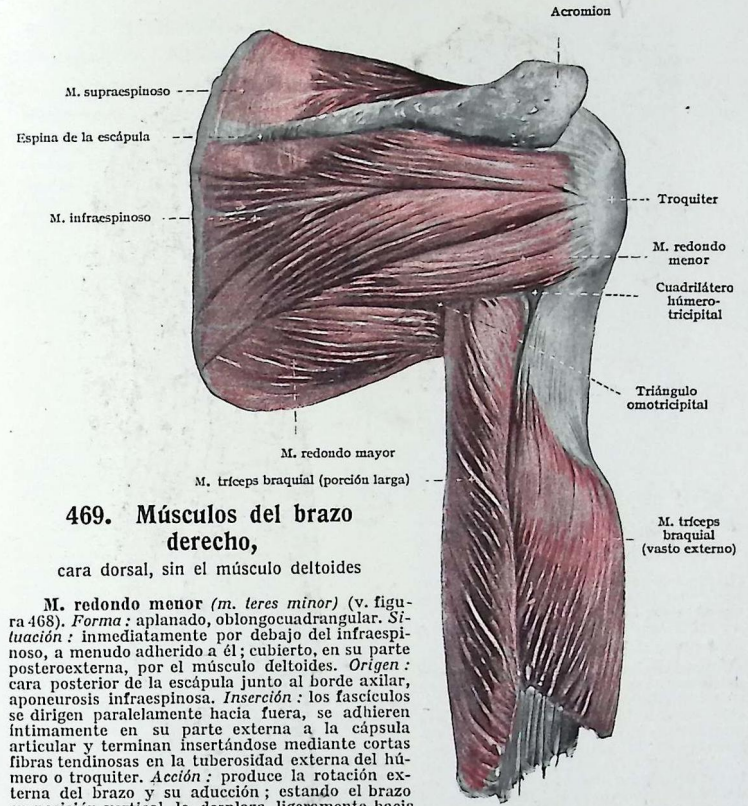 Acromion
M. supraespinoso
Espina de la escápula
M. infraespinoso
Troquiter
M. redondo
menor
Cuadrilátero
húmero-
tricipital
Triángulo
omotricipital
M. redondo mayor
M. tríceps braquial (porción larga)
M. tríceps
braquial
(vasto externo)
469. Músculos del brazo
derecho,
cara dorsal, sin el músculo deltoides
M. redondo menor (m. teres minor) (v. figu-
ra 468). Forma : aplanado, oblongocuadrangular. Si-
tuación : inmediatamente por debajo del infraespi-
noso, a menudo adherido a él ; cubierto, en su parte
posteroexterna, por el músculo deltoides. Origen :
cara posterior de la escápula junto al borde axilar,
aponeurosis infraespinosa. Inserción : los fascículos
se dirigen paralelamente hacia fuera, se adhieren
íntimamente en su parte externa a la cápsula
articular y terminan insertándose mediante cortas
fibras tendinosas en la tuberosidad externa del hú-
mero o troquiter. Acción : produce la rotación ex-
terna del brazo y su aducción ; estando el brazo